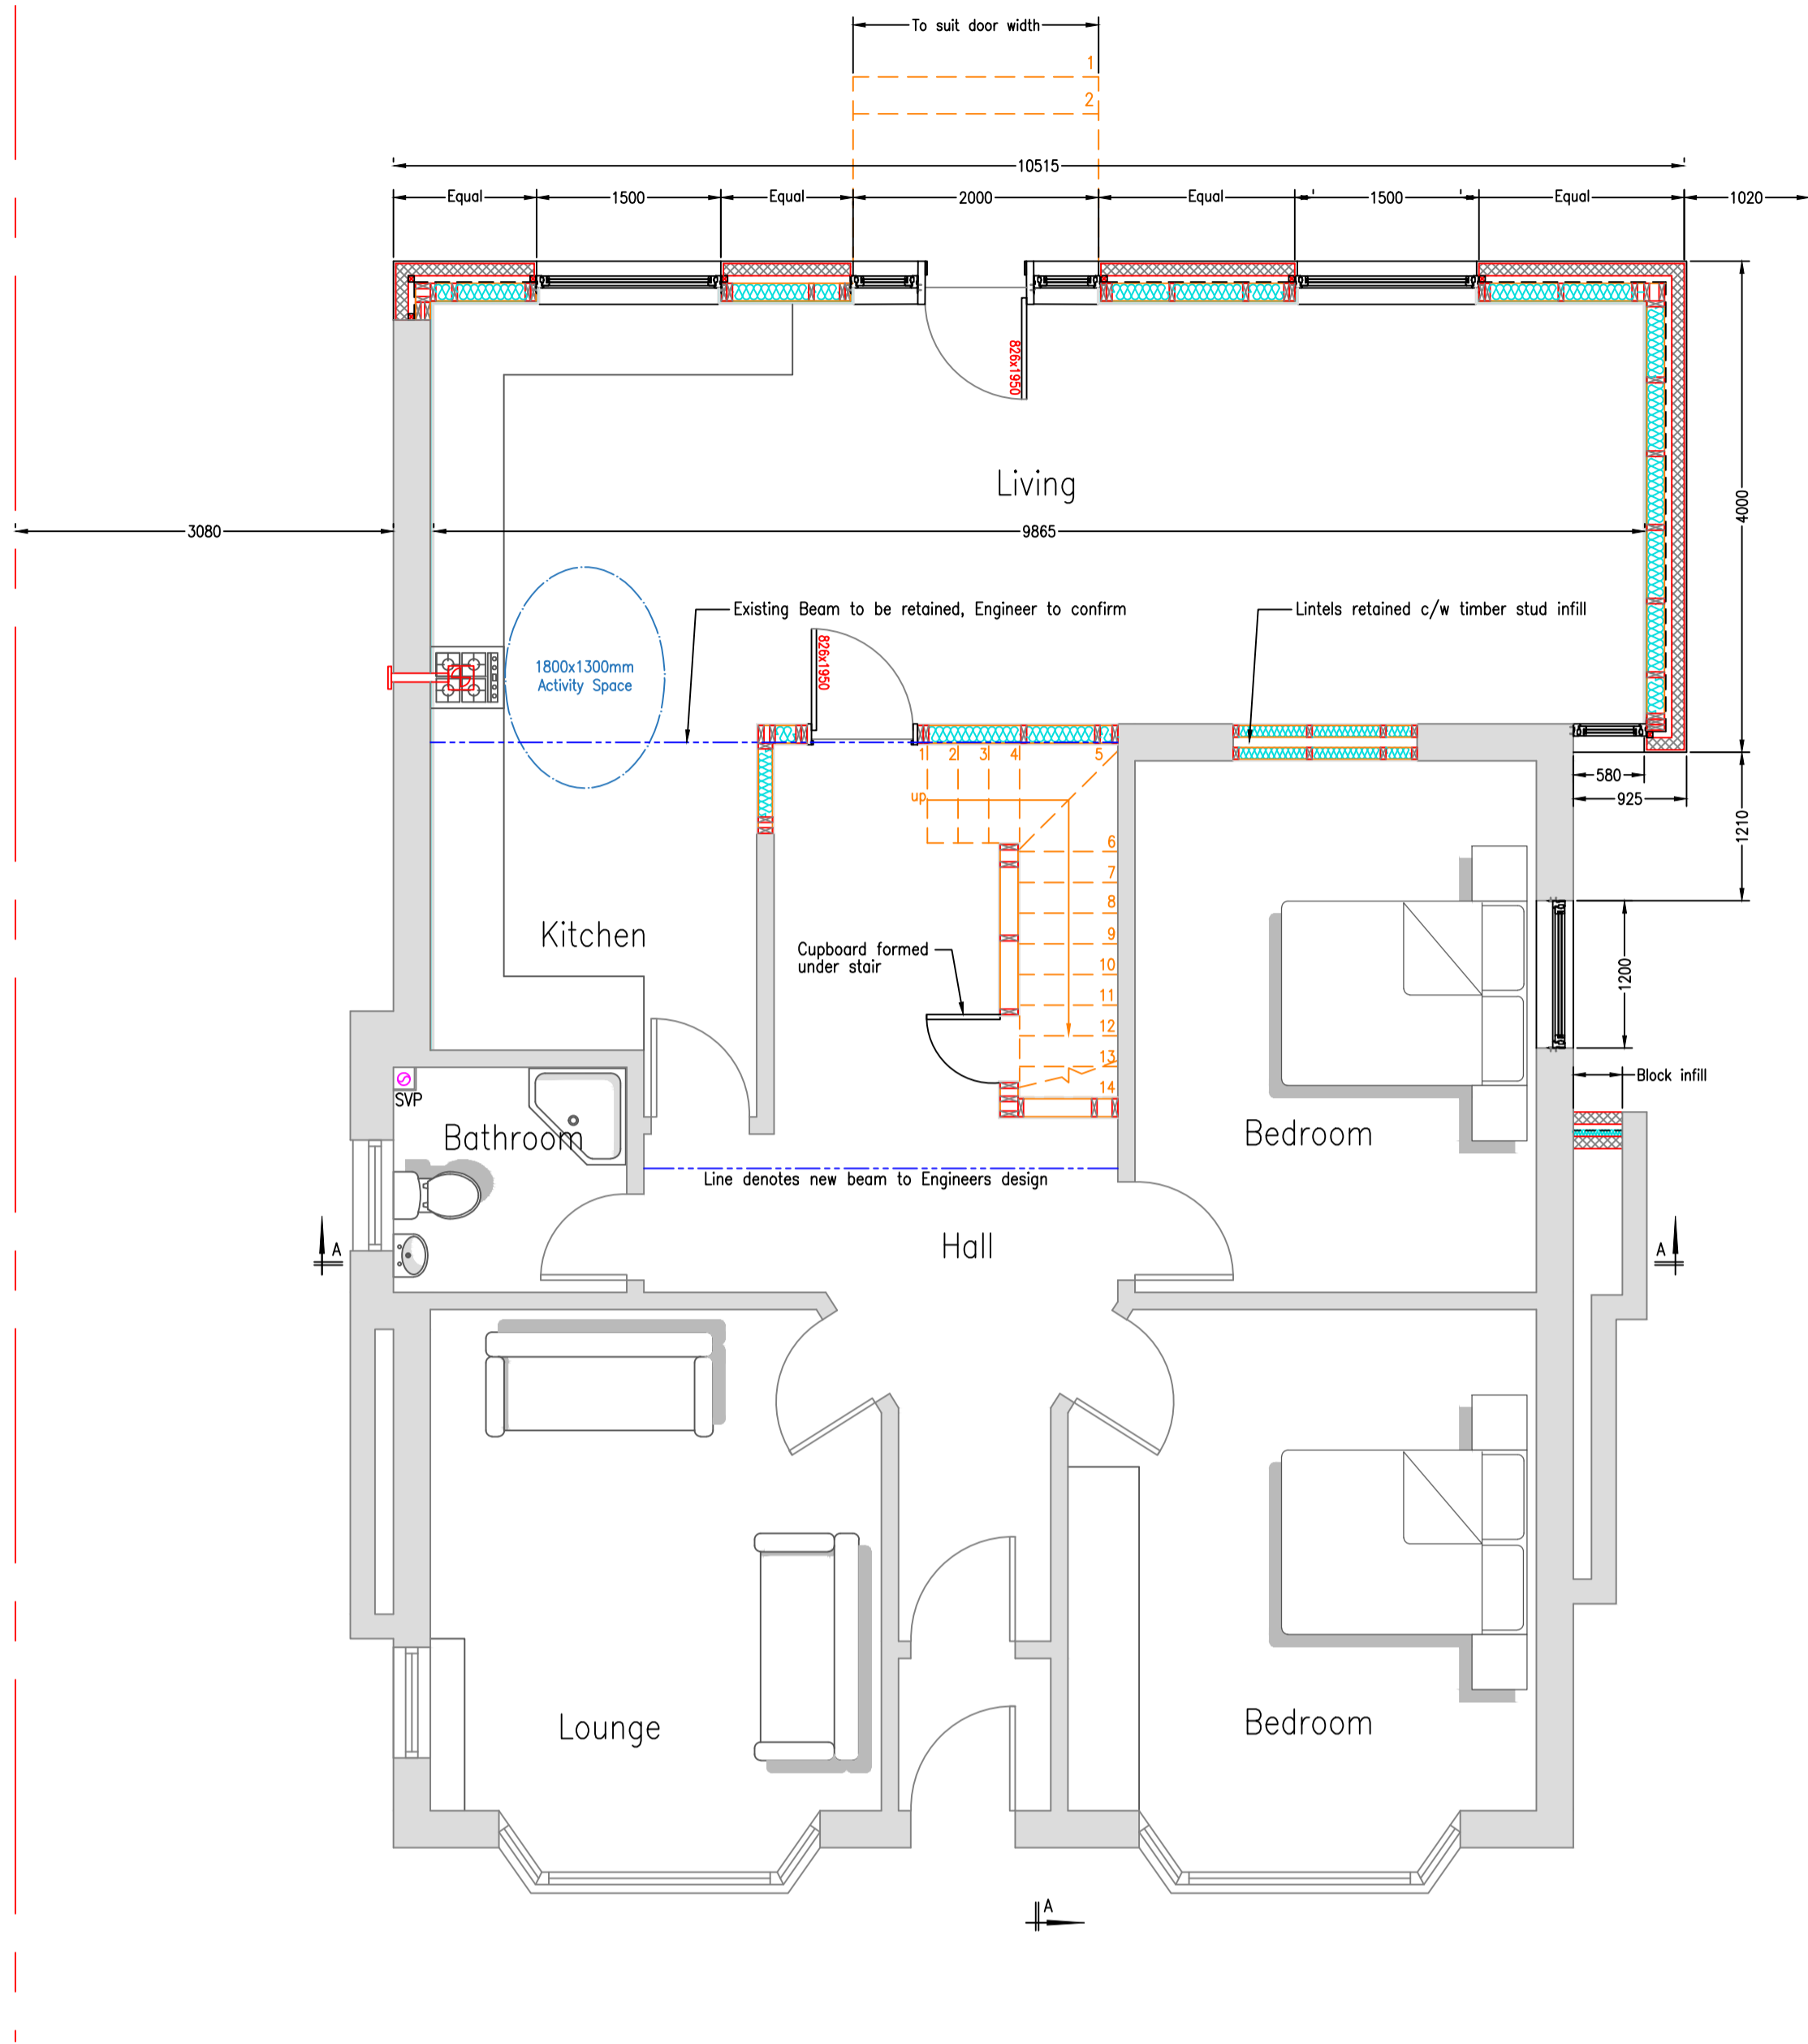 To suit door width
1
2
10515
Equal
1500
Equal
2000
Equal
1500
Equal
1020
826x1950
Living
4000
3080
9865
Existing Beam to be retained, Engineer to confirm
Lintels retained c/w timber stud infill
1800x1300mm
Activity Space
826x1950
1
2
3
4
5
up
580
925
1210
6
7
8
9
10
11
12
13
14
Kitchen
Cupboard formed
under stair
1200
Block infill
SVP
Bathroom
Bedroom
Line denotes new beam to Engineers design
Hall
A
A
Lounge
Bedroom
A